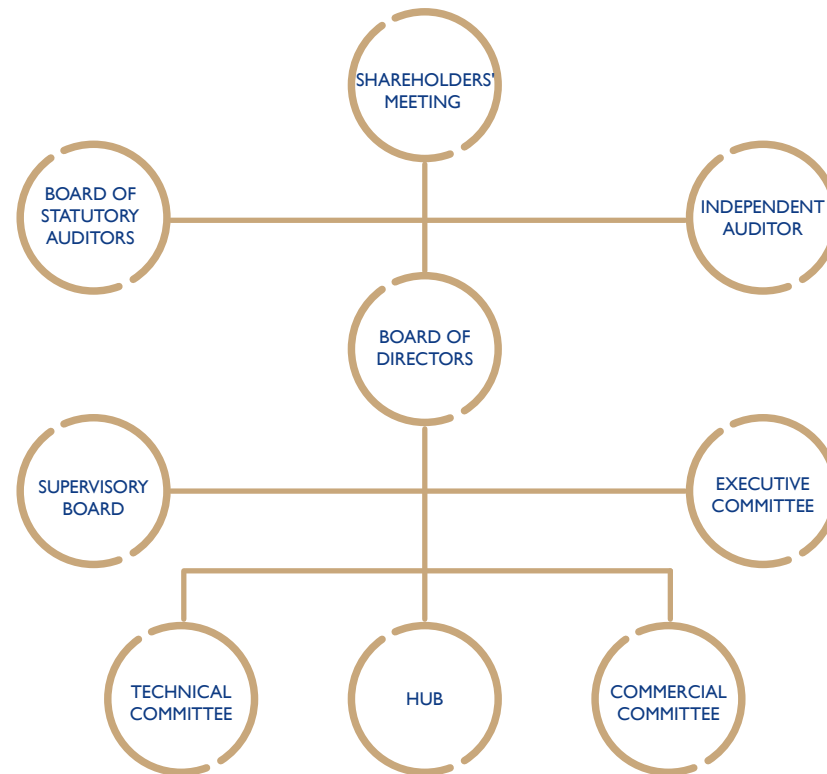 SHAREHOLDERS'
MEETING
BOARD OF
STATUTORY
AUDITORS
INDEPENDENT
AUDITOR
BOARD OF
DIRECTORS
SUPERVISORY
BOARD
EXECUTIVE
COMMITTEE
TECHNICAL
COMMITTEE
HUB
COMMERCIAL
COMMITTEE